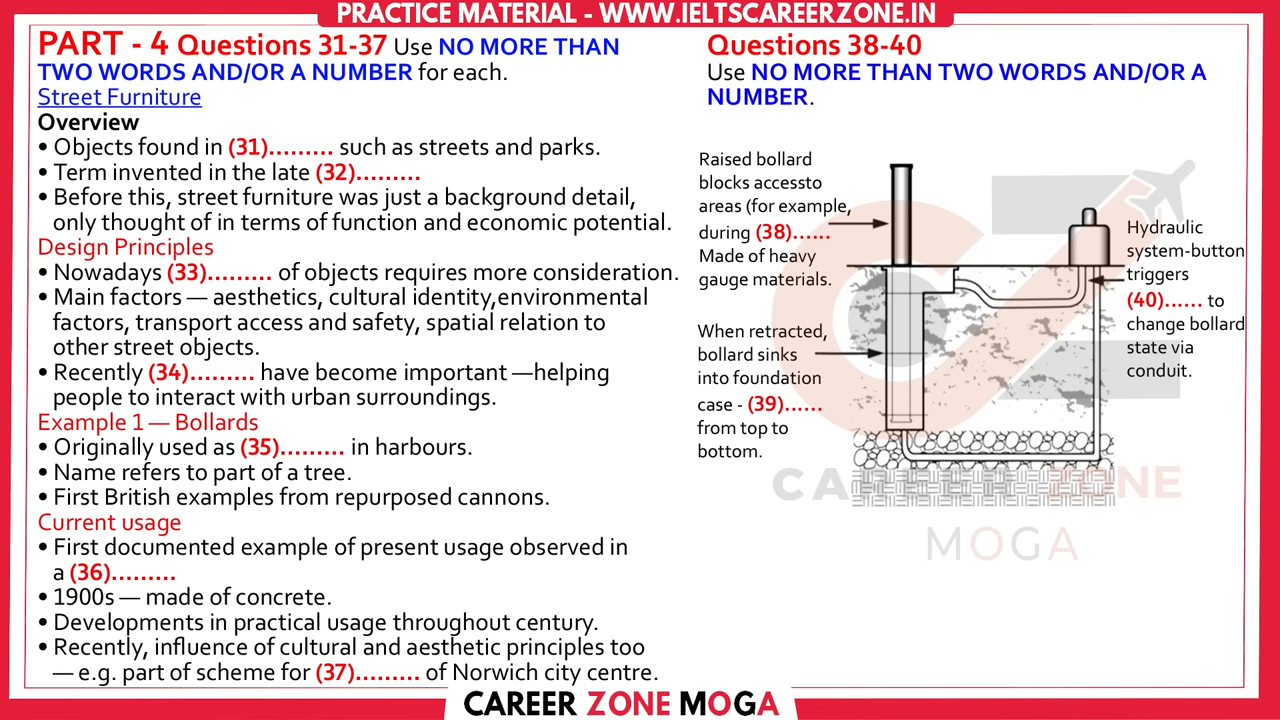 PRACTICE MATERIAL - WWW.IELTSCAREERZONE.IN
PART - 4 Questions 31-37 Use NO MORE THAN
TWO WORDS AND/OR A NUMBER for each.
Street Furniture
Overview
• Objects found in (31)......... such as streets and parks.
• Term invented in the late (32).........
• Before this, street furniture was just a background detail,
only thought of in terms of function and economic potential.
Design Principles
• Nowadays (33)......... of objects requires more consideration.
• Main factors — aesthetics, cultural identity,environmental
factors, transport access and safety, spatial relation to
other street objects.
• Recently (34)......... have become important —helping
people to interact with urban surroundings.
Example 1 — Bollards
• Originally used as (35)......... in harbours.
• Name refers to part of a tree.
• First British examples from repurposed cannons.
Current usage
• First documented example of present usage observed in
a (36).........
• 1900s — made of concrete.
• Developments in practical usage throughout century.
• Recently, influence of cultural and aesthetic principles too
— e.g. part of scheme for (37)......... of Norwich city centre.
Questions 38-40
Use NO MORE THAN TWO WORDS AND/OR A
NUMBER.
Raised bollard
blocks accessto
areas (for example,
during (38)......
Made of heavy
gauge materials.
When retracted,
bollard sinks
into foundation
case - (39)......
from top to
bottom.
Hydraulic
system-button
triggers
(40)...... to
change bollard
state via
conduit.
CAREER ZONE
MOGA
CAREER ZONE MOGA